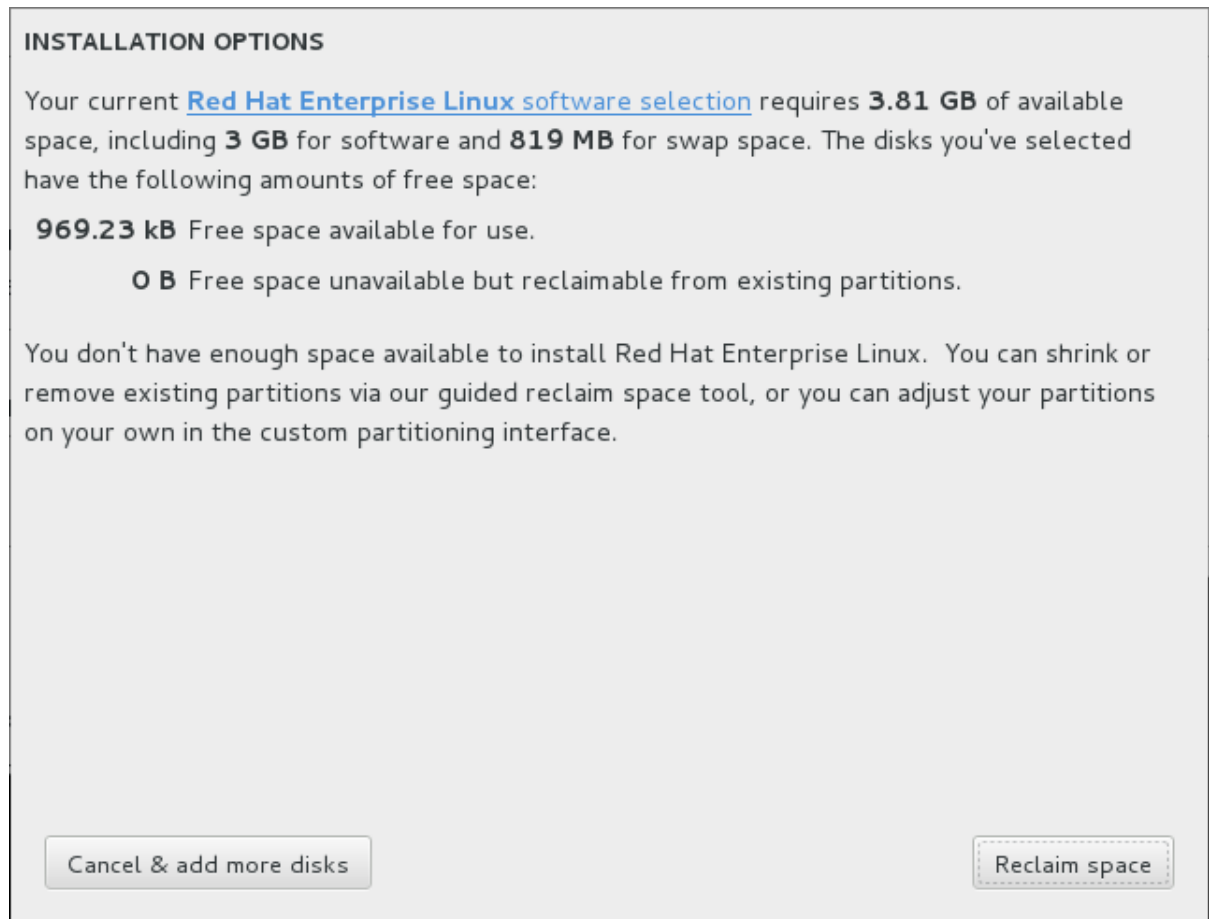 INSTALLATION OPTIONS
Your current Red Hat Enterprise Linux software selection requires 3.81 GB of available
space, including 3 GB for software and 819 MB for swap space. The disks you've selected
have the following amounts of free space:
969.23 kB Free space available for use.
0 B Free space unavailable but reclaimable from existing partitions.
You don't have enough space available to install Red Hat Enterprise Linux.  You can shrink or
remove existing partitions via our guided reclaim space tool, or you can adjust your partitions
on your own in the custom partitioning interface.
Cancel & add more disks
Reclaim space